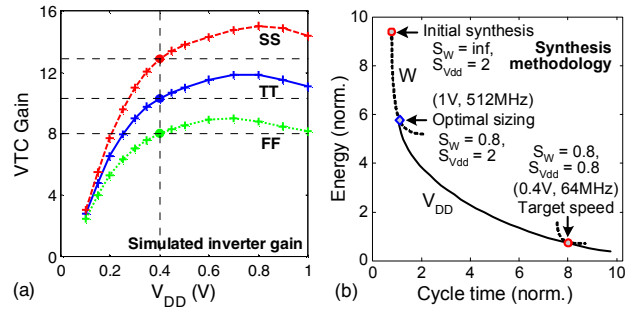 16
12
8
4
0
VTC Gain
SS
TT
FF
Simulated inverter gain
0 0.2 0.4 0.6 0.8 1
V_DD (V)
(a)
10
8
6
4
2
0
Energy (norm.)
Initial synthesis
S_W = inf,
S_Vdd = 2
Synthesis
methodology
W
(1V, 512MHz)
Optimal sizing
S_W = 0.8,
S_Vdd = 2
S_W = 0.8,
S_Vdd = 0.8
(0.4V, 64MHz)
Target speed
V_DD
0 2 4 6 8 10
Cycle time (norm.)
(b)